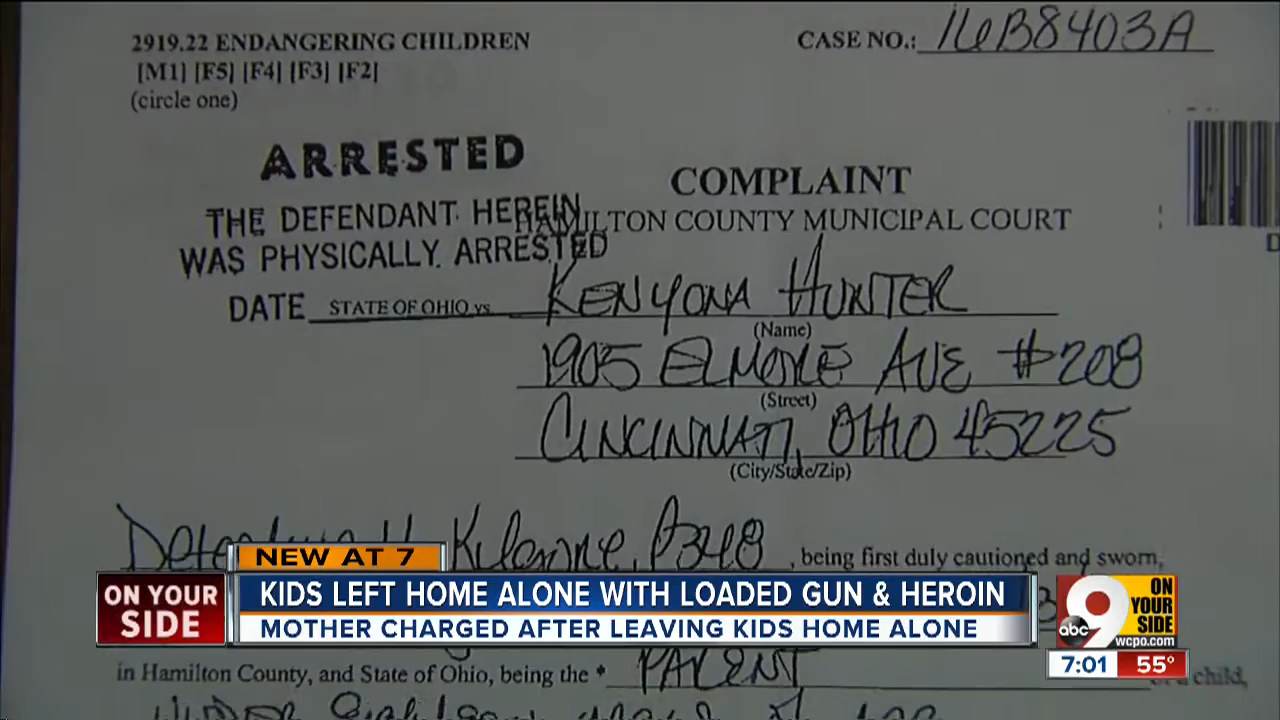 2919.22 ENDANGERING CHILDREN
[M1] [F5] [F4] [F3] [F2]
(circle one)
CASE NO.: 16B8403A
ARRESTED
THE DEFENDANT HEREIN
WAS PHYSICALLY ARRESTED
DATE
COMPLAINT
HAMILTON COUNTY MUNICIPAL COURT
STATE OF OHIO vs. KENYONA HUNTER
(Name)
1905 ELMORE AVE #208
(Street)
CINCINNATI, OHIO 45225
(City/State/Zip)
P348, being first duly cautioned and sworn,
NEW AT 7
ON YOUR SIDE
KIDS LEFT HOME ALONE WITH LOADED GUN & HEROIN
MOTHER CHARGED AFTER LEAVING KIDS HOME ALONE
abc 9 ON YOUR SIDE
wcpo.com
7:01 55°
in Hamilton County, and State of Ohio, being the * PARENT of a child,